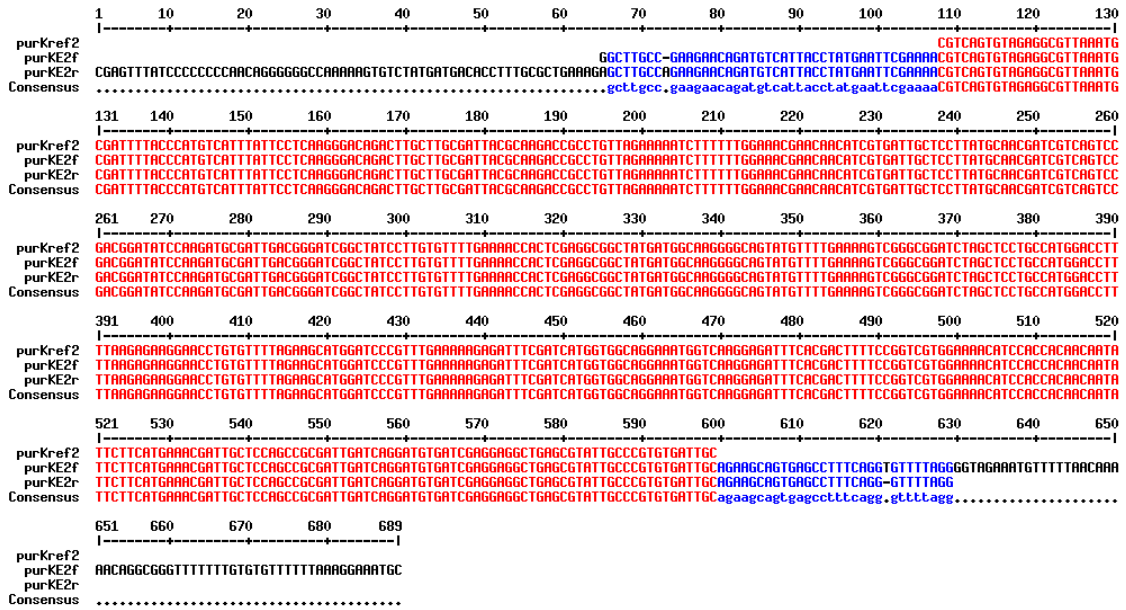 1 10 20 30 40 50 60 70 80 90 100 110 120 130
|--------+---------+---------+---------+---------+---------+---------+---------+---------+---------+---------+---------+---------|
purKref2 CGTCAGTGTAGAGGCGTTAAATG
purKE2f GGCTTGCC-GAAGAACAGATGTCATTACCTATGAATTCGAAAACGTCAGTGTAGAGGCGTTAAATG
purKE2r CGAGTTTATCCCCCCCCAACAGGGGGGCCAAAAAGTGTCTATGATGACACCTTTGCGCTGAAAGAGCTTGCCAGAAGAACAGATGTCATTACCTATGAATTCGAAAACGTCAGTGTAGAGGCGTTAAATG
Consensus .................................................................gcttgcc.gaagaacagatgtcattacctatgaattcgaaaaCGTCAGTGTAGAGGCGTTAAATG
131 140 150 160 170 180 190 200 210 220 230 240 250 260
|--------+---------+---------+---------+---------+---------+---------+---------+---------+---------+---------+---------+---------|
purKref2 CGATTTTACCCATGTCATTTATTCCTCAAGGGACAGACTTGCTTGCGATTACGCAAGACCGCCTGTTAGAAAAATCTTTTTTGGAAACGAACAACATCGTGATTGCTCCTTATGCAACGATCGTCAGTCC
purKE2f CGATTTTACCCATGTCATTTATTCCTCAAGGGACAGACTTGCTTGCGATTACGCAAGACCGCCTGTTAGAAAAATCTTTTTTGGAAACGAACAACATCGTGATTGCTCCTTATGCAACGATCGTCAGTCC
purKE2r CGATTTTACCCATGTCATTTATTCCTCAAGGGACAGACTTGCTTGCGATTACGCAAGACCGCCTGTTAGAAAAATCTTTTTTGGAAACGAACAACATCGTGATTGCTCCTTATGCAACGATCGTCAGTCC
Consensus CGATTTTACCCATGTCATTTATTCCTCAAGGGACAGACTTGCTTGCGATTACGCAAGACCGCCTGTTAGAAAAATCTTTTTTGGAAACGAACAACATCGTGATTGCTCCTTATGCAACGATCGTCAGTCC
261 270 280 290 300 310 320 330 340 350 360 370 380 390
|--------+---------+---------+---------+---------+---------+---------+---------+---------+---------+---------+---------+---------|
purKref2 GACGGATATCCAAGATGCGATTGACGGGATCGGCTATCCTTGTGTTTTGAAAACCACTCGAGGCGGCTATGATGGCAAGGGGCAGTATGTTTTGAAAAGTCGGGCGGATCTAGCTCCTGCCATGGACCTT
purKE2f GACGGATATCCAAGATGCGATTGACGGGATCGGCTATCCTTGTGTTTTGAAAACCACTCGAGGCGGCTATGATGGCAAGGGGCAGTATGTTTTGAAAAGTCGGGCGGATCTAGCTCCTGCCATGGACCTT
purKE2r GACGGATATCCAAGATGCGATTGACGGGATCGGCTATCCTTGTGTTTTGAAAACCACTCGAGGCGGCTATGATGGCAAGGGGCAGTATGTTTTGAAAAGTCGGGCGGATCTAGCTCCTGCCATGGACCTT
Consensus GACGGATATCCAAGATGCGATTGACGGGATCGGCTATCCTTGTGTTTTGAAAACCACTCGAGGCGGCTATGATGGCAAGGGGCAGTATGTTTTGAAAAGTCGGGCGGATCTAGCTCCTGCCATGGACCTT
391 400 410 420 430 440 450 460 470 480 490 500 510 520
|--------+---------+---------+---------+---------+---------+---------+---------+---------+---------+---------+---------+---------|
purKref2 TTAAGAGAAGGAACCTGTGTTTTAGAAGCATGGATCCCGTTTGAAAAAGAGATTTCGATCATGGTGGCAGGAAATGGTCAAGGAGATTTCACGACTTTTCCGGTCGTGGAAAACATCCACCACAACAATA
purKE2f TTAAGAGAAGGAACCTGTGTTTTAGAAGCATGGATCCCGTTTGAAAAAGAGATTTCGATCATGGTGGCAGGAAATGGTCAAGGAGATTTCACGACTTTTCCGGTCGTGGAAAACATCCACCACAACAATA
purKE2r TTAAGAGAAGGAACCTGTGTTTTAGAAGCATGGATCCCGTTTGAAAAAGAGATTTCGATCATGGTGGCAGGAAATGGTCAAGGAGATTTCACGACTTTTCCGGTCGTGGAAAACATCCACCACAACAATA
Consensus TTAAGAGAAGGAACCTGTGTTTTAGAAGCATGGATCCCGTTTGAAAAAGAGATTTCGATCATGGTGGCAGGAAATGGTCAAGGAGATTTCACGACTTTTCCGGTCGTGGAAAACATCCACCACAACAATA
521 530 540 550 560 570 580 590 600 610 620 630 640 650
|--------+---------+---------+---------+---------+---------+---------+---------+---------+---------+---------+---------+---------|
purKref2 TTCTTCATGAAACGATTGCTCCAGCCGCGATTGATCAGGATGTGATCGAGGAGGCTGAGCGTATTGCCCGTGTGATTGC
purKE2f TTCTTCATGAAACGATTGCTCCAGCCGCGATTGATCAGGATGTGATCGAGGAGGCTGAGCGTATTGCCCGTGTGATTGCAGAAGCAGTGAGCCTTTCAGGTGTTTTAGGGGTAGAAATGTTTTTAACAAA
purKE2r TTCTTCATGAAACGATTGCTCCAGCCGCGATTGATCAGGATGTGATCGAGGAGGCTGAGCGTATTGCCCGTGTGATTGCAGAAGCAGTGAGCCTTTCAGG-GTTTTAGG
Consensus TTCTTCATGAAACGATTGCTCCAGCCGCGATTGATCAGGATGTGATCGAGGAGGCTGAGCGTATTGCCCGTGTGATTGCagaagcagtgagcctttcagg.gttttagg.....................
651 660 670 680 689
|--------+---------+---------+--------|
purKref2
purKE2f AACAGGCGGGTTTTTTTGTGTGTTTTTTAAAGGAAATGC
purKE2r
Consensus .......................................